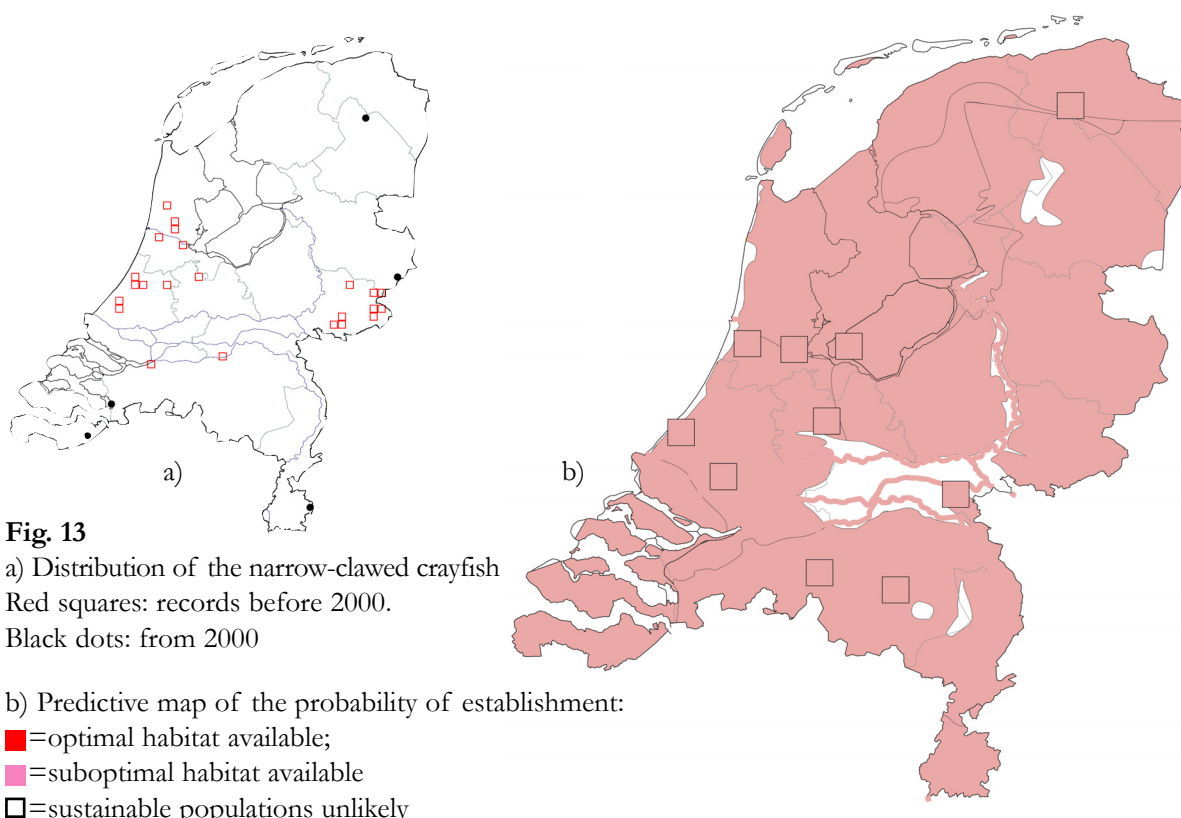 a)
b)
Fig. 13
a) Distribution of the narrow-clawed crayfish
Red squares: records before 2000.
Black dots: from 2000
b) Predictive map of the probability of establishment:
=optimal habitat available;
=suboptimal habitat available
=sustainable populations unlikely